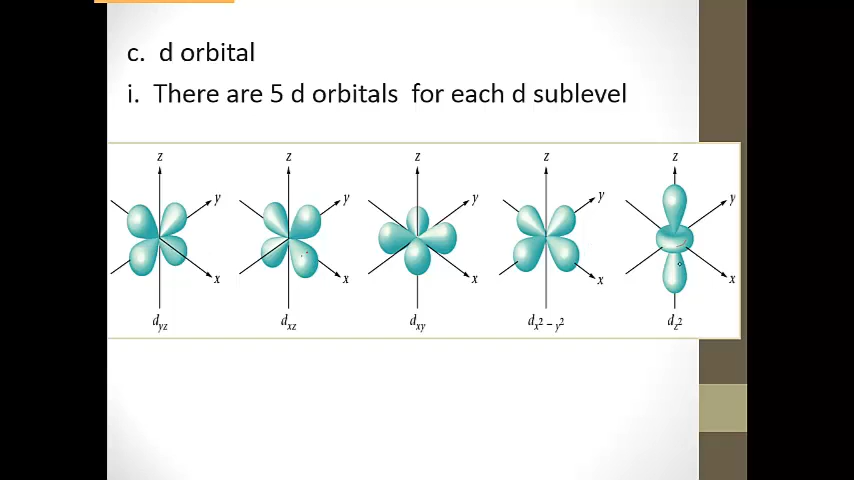 c. d orbital
i. There are 5 d orbitals for each d sublevel
z z z z z
y y y y y
x x x x x
dyz dxz dxy dx² – y² dz²